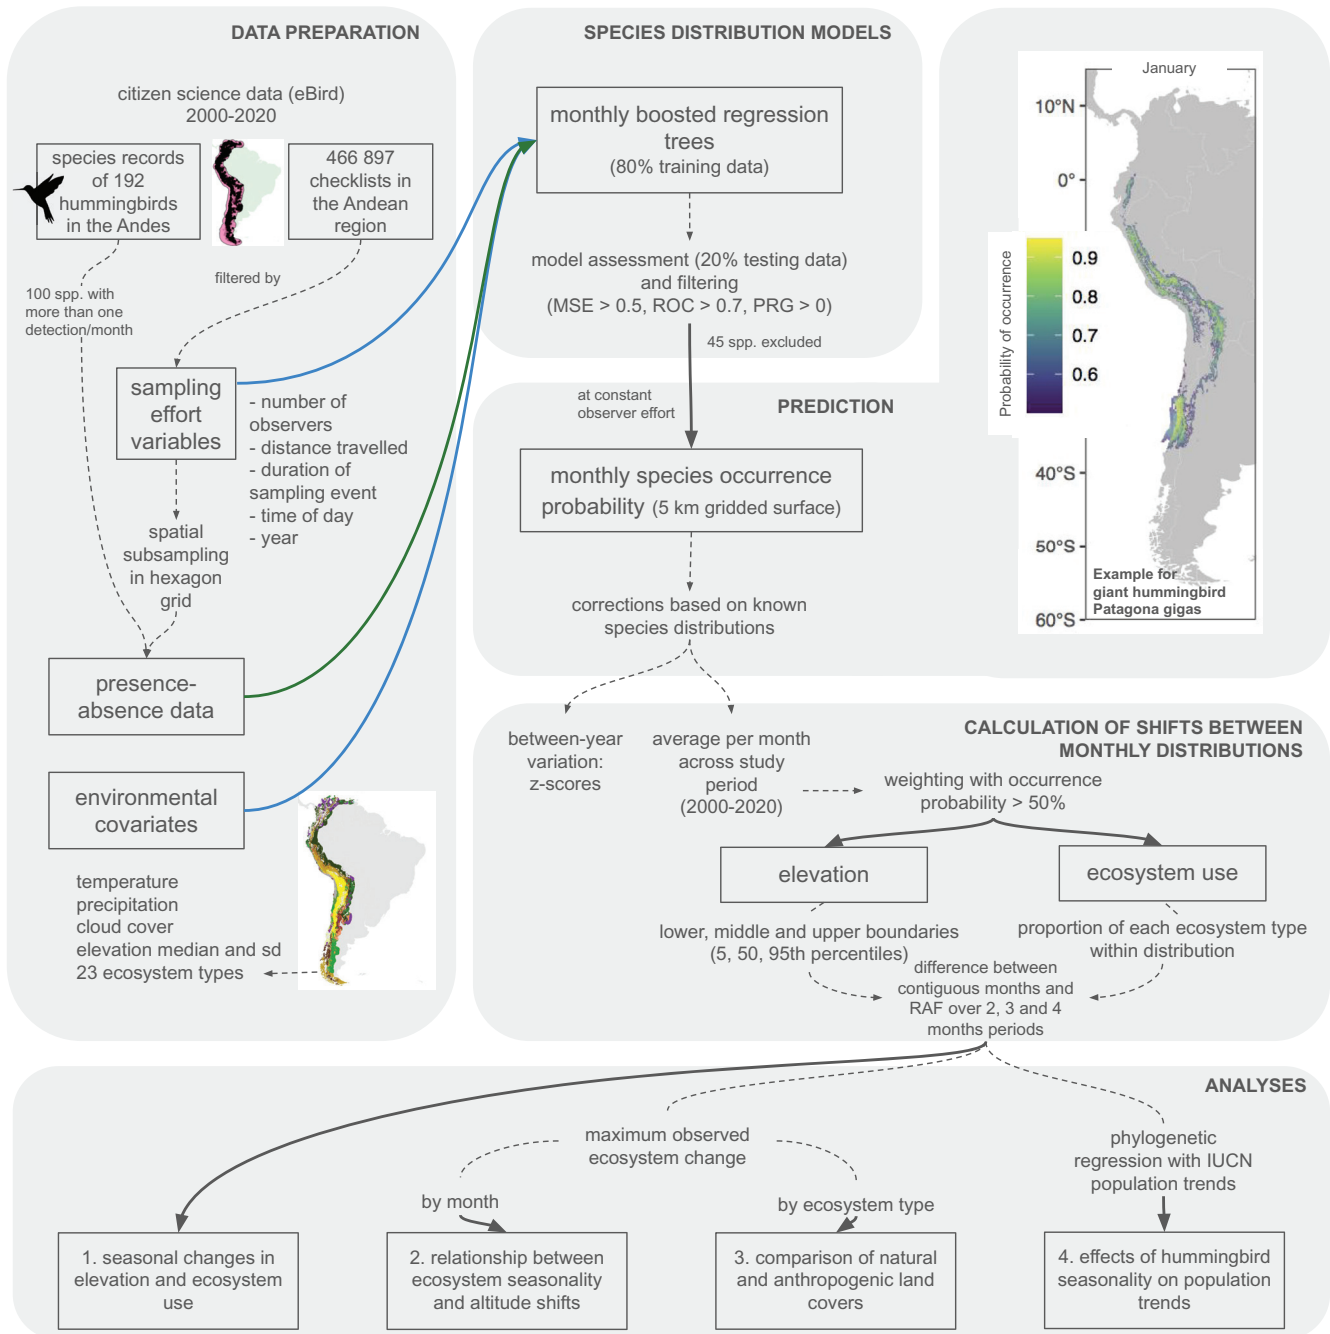 DATA PREPARATION
citizen science data (eBird)
2000-2020
species records
of 192
hummingbirds
in the Andes
466 897
checklists in
the Andean
region
filtered by
100 spp. with
more than one
detection/month
sampling
effort
variables
- number of
observers
- distance travelled
- duration of
sampling event
- time of day
- year
spatial
subsampling
in hexagon
grid
presence-
absence data
environmental
covariates
temperature
precipitation
cloud cover
elevation median and sd
23 ecosystem types
SPECIES DISTRIBUTION MODELS
monthly boosted regression
trees
(80% training data)
model assessment (20% testing data)
and filtering
(MSE > 0.5, ROC > 0.7, PRG > 0)
45 spp. excluded
at constant
observer effort
PREDICTION
monthly species occurrence
probability (5 km gridded surface)
corrections based on known
species distributions
January
10°N
0°
40°S
50°S
60°S
Probability of occurrence
0.9
0.8
0.7
0.6
Example for
giant hummingbird
Patagona gigas
between-year
variation:
z-scores
average per month
across study
period
(2000-2020)
CALCULATION OF SHIFTS BETWEEN
MONTHLY DISTRIBUTIONS
weighting with occurrence
probability > 50%
elevation
ecosystem use
lower, middle and upper boundaries
(5, 50, 95th percentiles)
proportion of each ecosystem type
within distribution
difference between
contiguous months and
RAF over 2, 3 and 4
months periods
ANALYSES
maximum observed
ecosystem change
by month
by ecosystem type
phylogenetic
regression with IUCN
population trends
1. seasonal changes in
elevation and ecosystem
use
2. relationship between
ecosystem seasonality
and altitude shifts
3. comparison of natural
and anthropogenic land
covers
4. effects of hummingbird
seasonality on population
trends